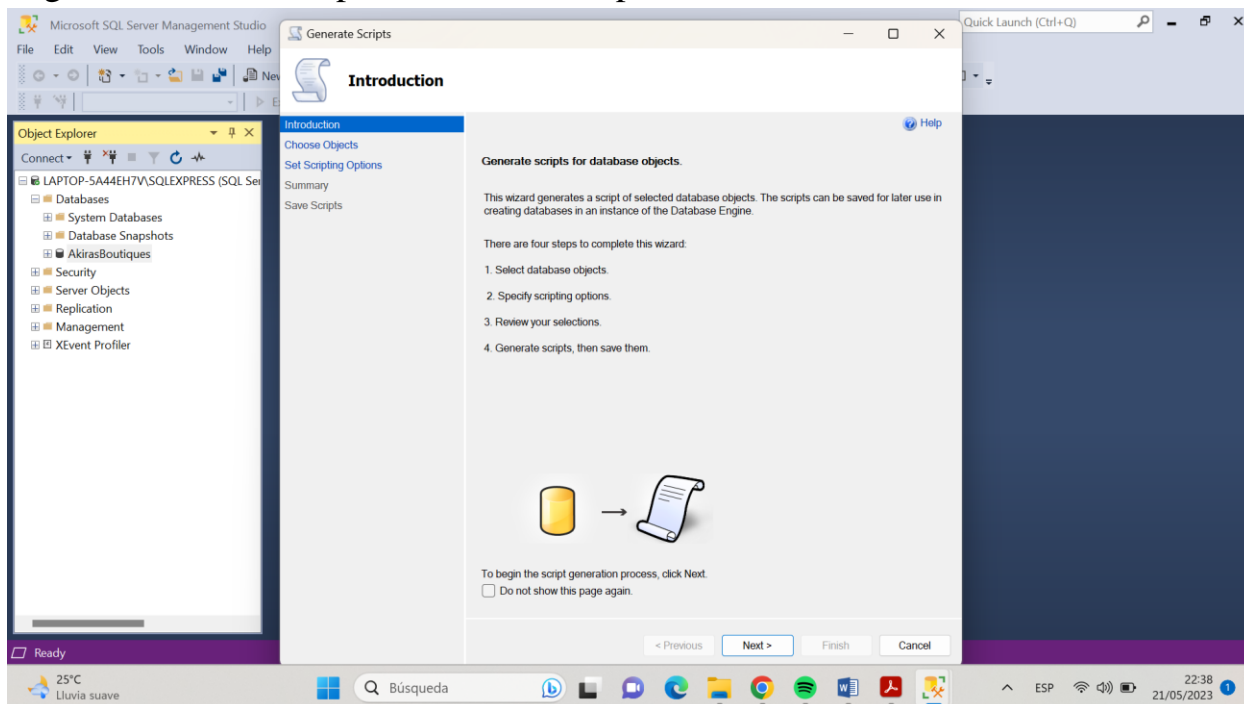 Microsoft SQL Server Management Studio
Quick Launch (Ctrl+Q)
File Edit View Tools Window Help
Generate Scripts
Introduction
Object Explorer
Connect
LAPTOP-5A44EH7V\SQLEXPRESS (SQL Ser
Databases
System Databases
Database Snapshots
AkirasBoutiques
Security
Server Objects
Replication
Management
XEvent Profiler
Introduction
Choose Objects
Set Scripting Options
Summary
Save Scripts
Help
Generate scripts for database objects.
This wizard generates a script of selected database objects. The scripts can be saved for later use in
creating databases in an instance of the Database Engine.
There are four steps to complete this wizard:
1. Select database objects.
2. Specify scripting options.
3. Review your selections.
4. Generate scripts, then save them.
To begin the script generation process, click Next.
Do not show this page again.
< Previous Next > Finish Cancel
Ready
25°C
Lluvia suave
Búsqueda
ESP
22:38
21/05/2023
1